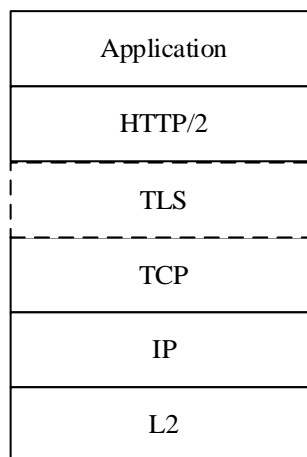 Application
HTTP/2
TLS
TCP
IP
L2